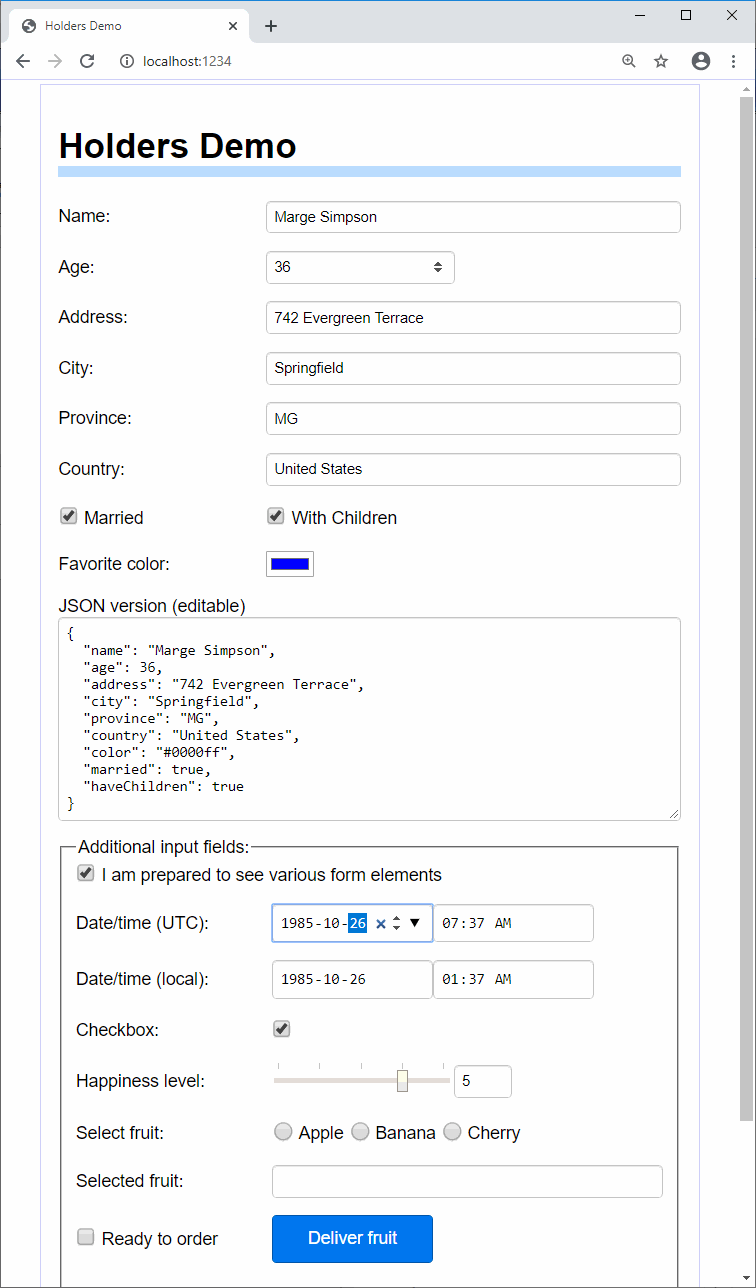 Holders Demo
localhost:1234
Holders Demo
Name: Marge Simpson
Age: 36
Address: 742 Evergreen Terrace
City: Springfield
Province: MG
Country: United States
Married With Children
Favorite color:
JSON version (editable)
{
  "name": "Marge Simpson",
  "age": 36,
  "address": "742 Evergreen Terrace",
  "city": "Springfield",
  "province": "MG",
  "country": "United States",
  "color": "#0000ff",
  "married": true,
  "haveChildren": true
}
Additional input fields:
I am prepared to see various form elements
Date/time (UTC): 1985-10-26 07:37 AM
Date/time (local): 1985-10-26 01:37 AM
Checkbox:
Happiness level: 5
Select fruit: Apple Banana Cherry
Selected fruit:
Ready to order Deliver fruit